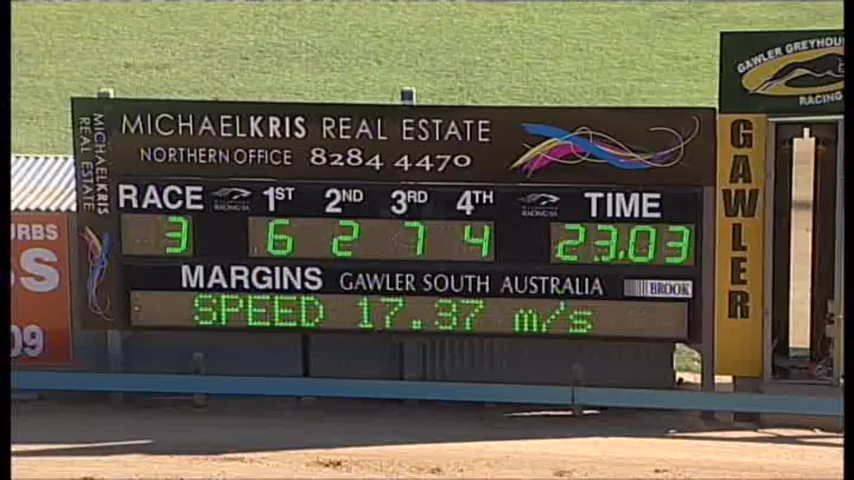 GAWLER GREYHOUND
RACING
MICHAELKRIS REAL ESTATE
NORTHERN OFFICE 8284 4470
MICHAELKRIS
REAL ESTATE
RACE 1ST 2ND 3RD 4TH TIME
3 6 2 7 4 23.03
MARGINS GAWLER SOUTH AUSTRALIA BROOK
SPEED 17.37 m/s
GAWLER
URBS
S
09